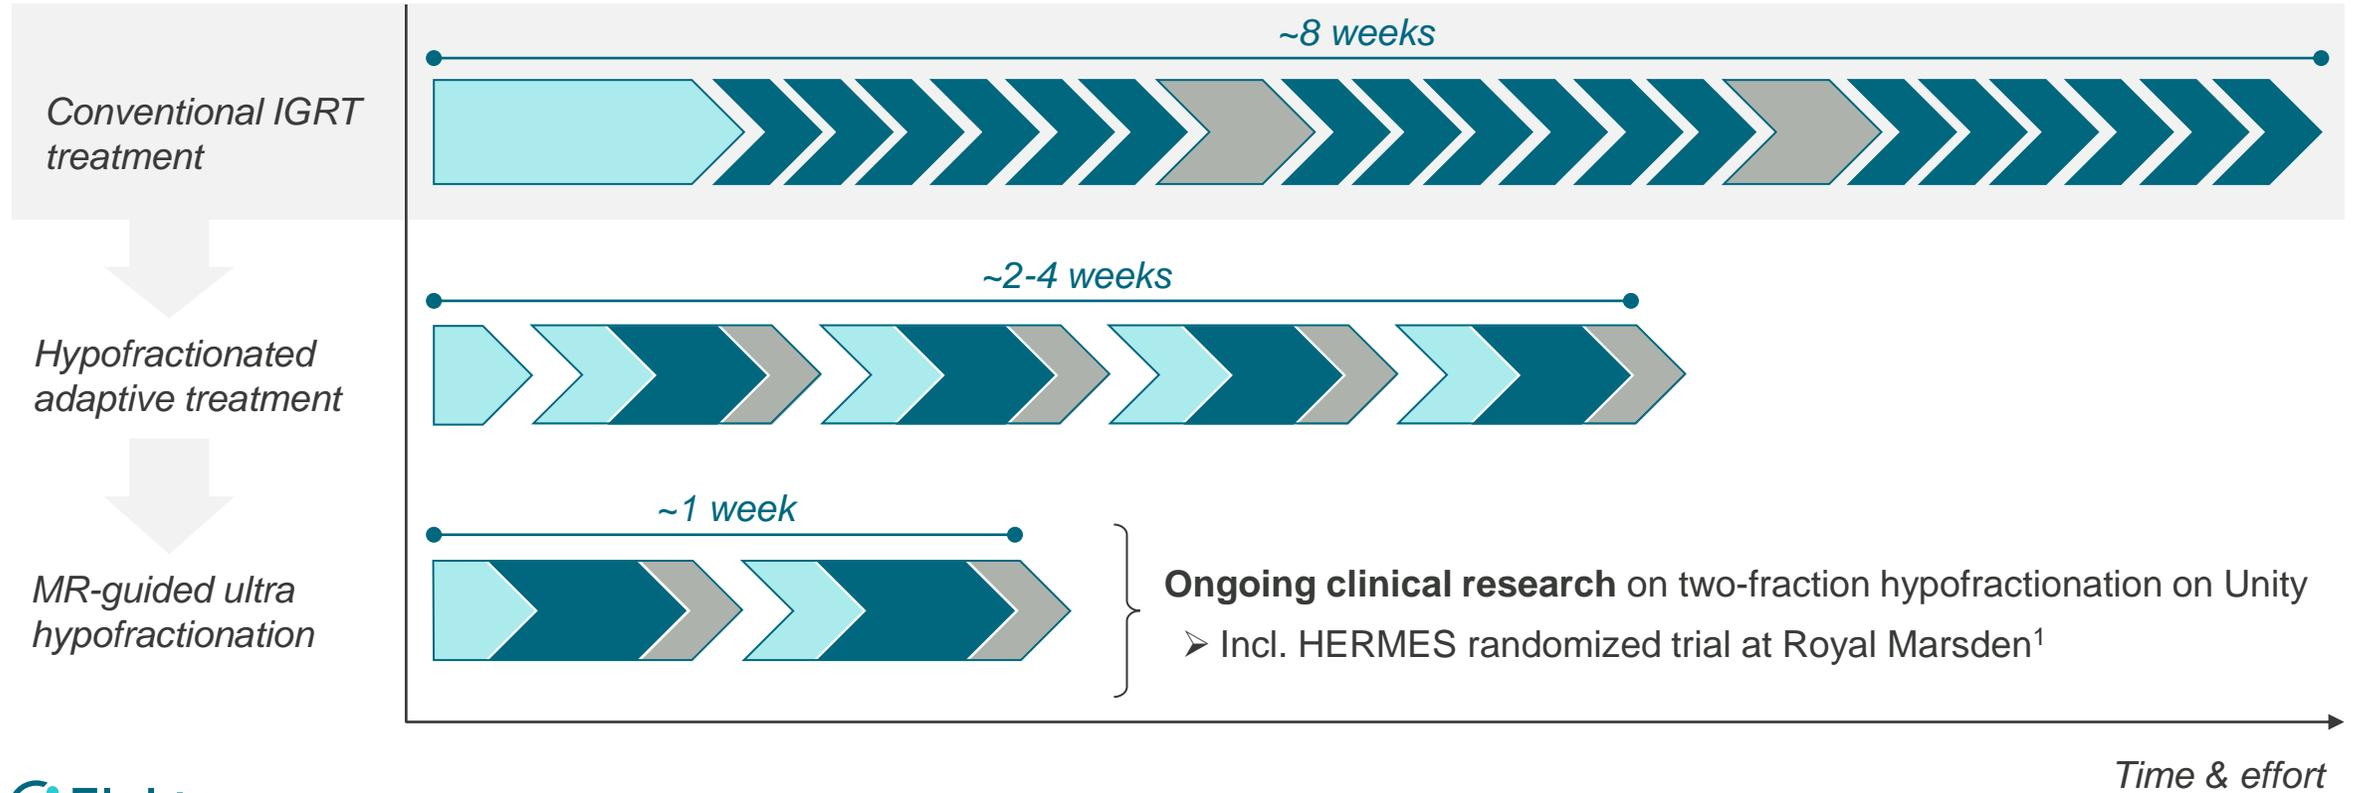 ~8 weeks
Conventional IGRT
treatment
~2-4 weeks
Hypofractionated
adaptive treatment
~1 week
MR-guided ultra
hypofractionation
Ongoing clinical research on two-fraction hypofractionation on Unity
➢ Incl. HERMES randomized trial at Royal Marsden¹
Time & effort